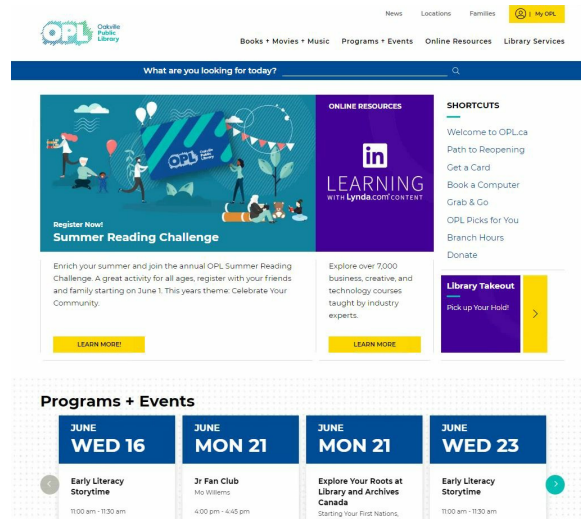 News Locations Families | My OPL
OPL Oakville
Public
Library
Books + Movies + Music Programs + Events Online Resources Library Services
What are you looking for today?
OPL Oakville
Public
Library
Register Now!
Summer Reading Challenge
Enrich your summer and join the annual OPL Summer Reading
Challenge. A great activity for all ages, register with your friends
and family starting on June 1. This years theme: Celebrate Your
Community.
LEARN MORE!
ONLINE RESOURCES
in
LEARNING
WITH Lynda.com® CONTENT
Explore over 7,000
business, creative, and
technology courses
taught by industry
experts.
LEARN MORE
SHORTCUTS
Welcome to OPL.ca
Path to Reopening
Get a Card
Book a Computer
Grab & Go
OPL Picks for You
Branch Hours
Donate
Library Takeout
Pick up Your Hold!
Programs + Events
JUNE
WED 16
Early Literacy
Storytime
11:00 am - 11:30 am
JUNE
MON 21
Jr Fan Club
Mo Willems
4:00 pm - 4:45 pm
JUNE
MON 21
Explore Your Roots at
Library and Archives
Canada
Starting Your First Nations,
JUNE
WED 23
Early Literacy
Storytime
11:00 am - 11:30 am